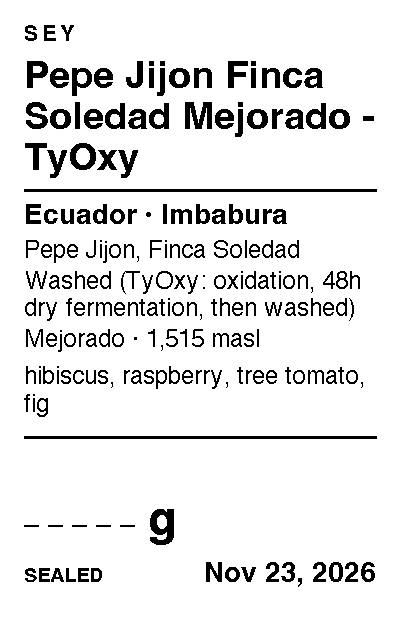 SEY
Pepe Jijon Finca
Soledad Mejorado -
TyOxy
Ecuador · Imbabura
Pepe Jijon, Finca Soledad
Washed (TyOxy: oxidation, 48h
dry fermentation, then washed)
Mejorado · 1,515 masl
hibiscus, raspberry, tree tomato,
fig
_ _ _ _ _ g
SEALED Nov 23, 2026